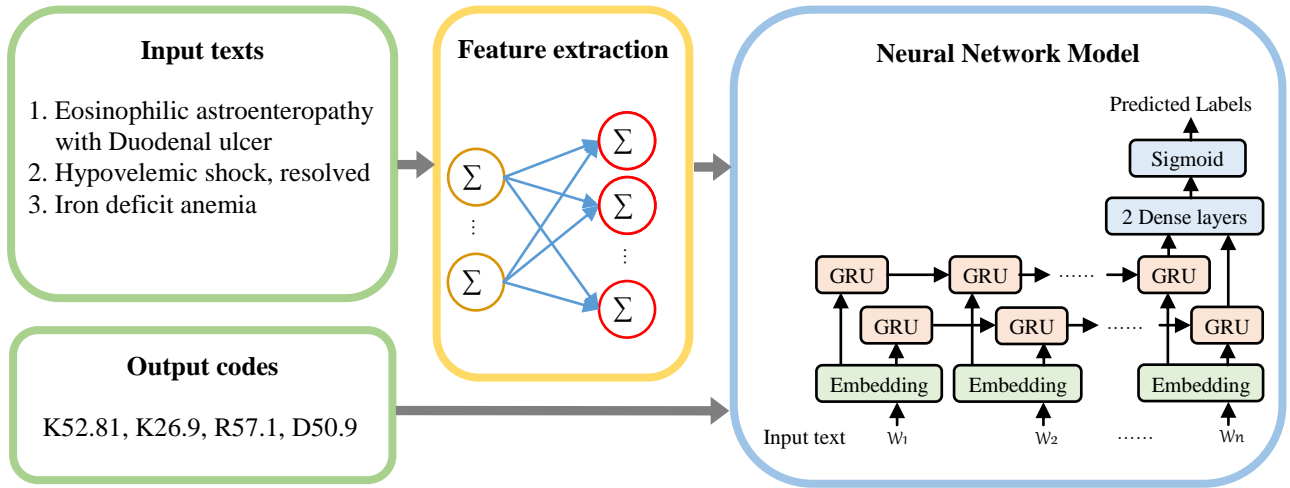 Input texts
1. Eosinophilic astroenteropathy
with Duodenal ulcer
2. Hypovelemic shock, resolved
3. Iron deficit anemia
Output codes
K52.81, K26.9, R57.1, D50.9
Feature extraction
∑
∑
⋮
∑
∑
⋮
∑
Neural Network Model
Predicted Labels
Sigmoid
2 Dense layers
GRU GRU ...... GRU
GRU GRU ...... GRU
Embedding Embedding Embedding
Input text W1 W2 ...... Wn